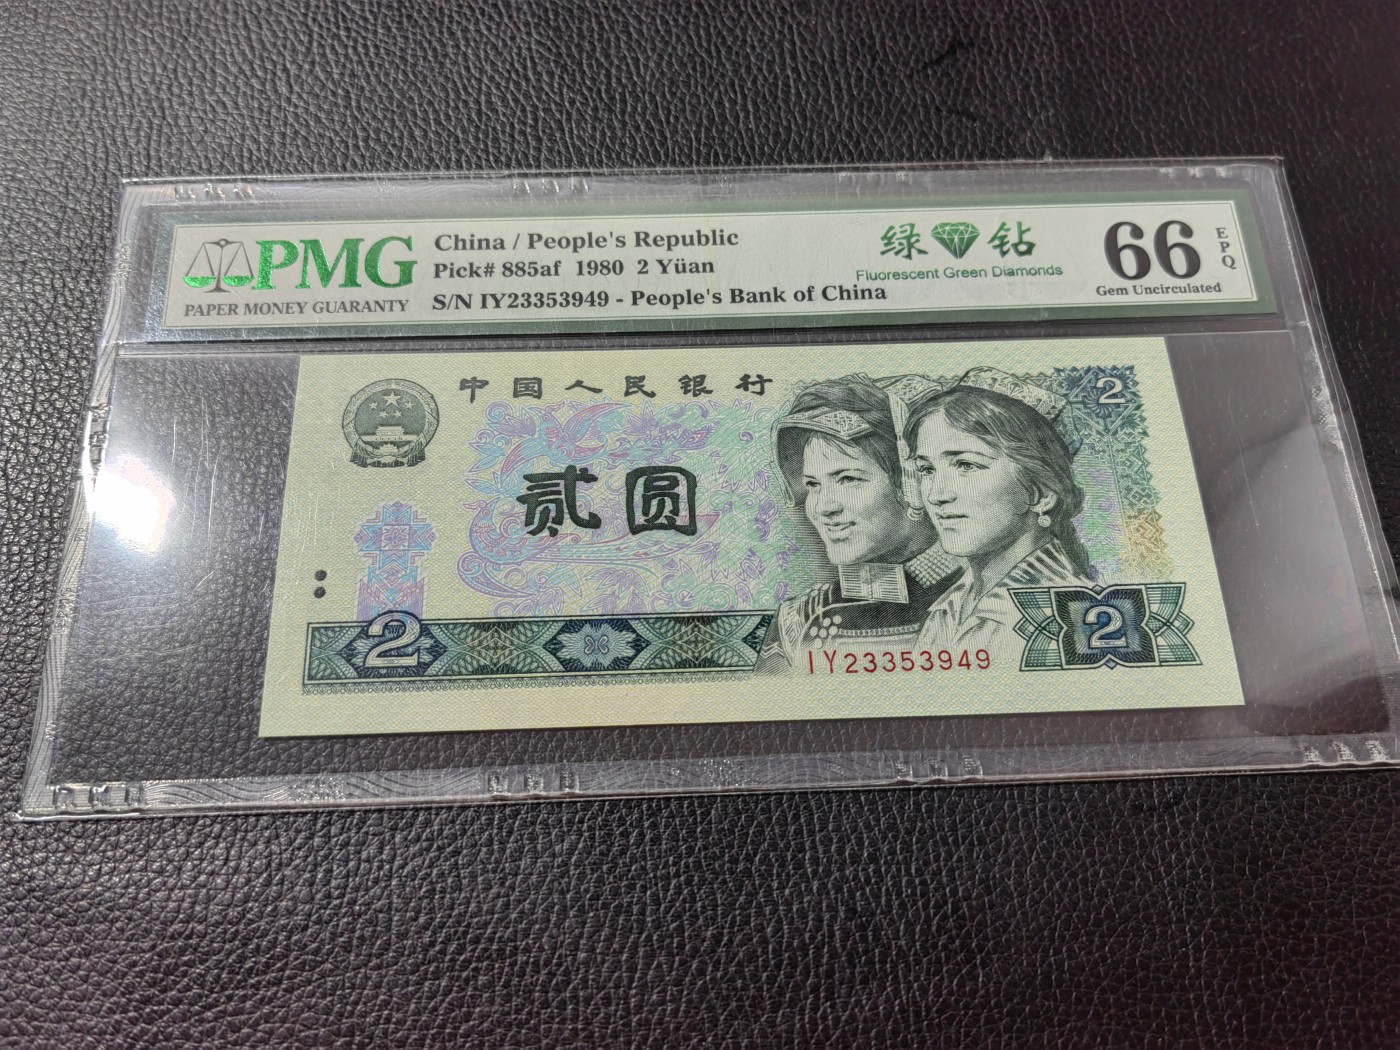 PMG
PAPER MONEY GUARANTY
China / People's Republic
Pick# 885af 1980 2 Yüan
S/N IY23353949 - People's Bank of China
绿 钻
Fluorescent Green Diamonds
66 EPQ
Gem Uncirculated
中国人民银行
2
贰圆
2
2
IY23353949